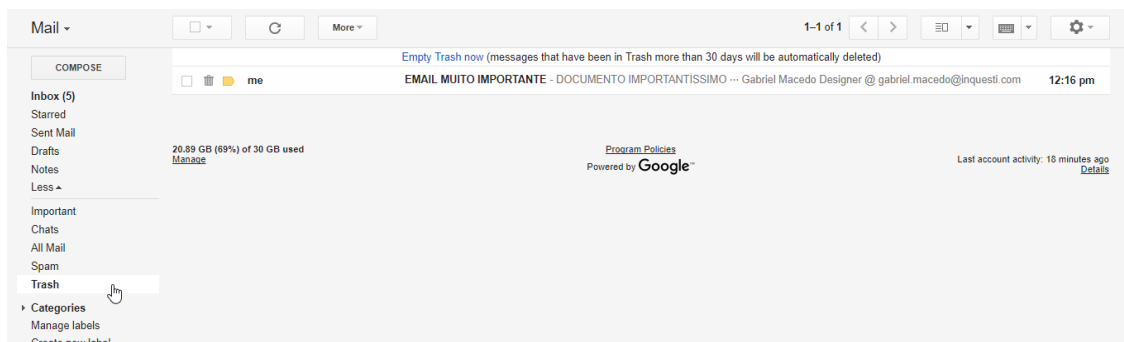 Mail
More
1–1 of 1
COMPOSE
Empty Trash now (messages that have been in Trash more than 30 days will be automatically deleted)
me EMAIL MUITO IMPORTANTE - DOCUMENTO IMPORTANTÍSSIMO ··· Gabriel Macedo Designer @ gabriel.macedo@inquesti.com 12:16 pm
Inbox (5)
Starred
Sent Mail
Drafts
Notes
Less
Important
Chats
All Mail
Spam
Trash
Categories
Manage labels
Create new label
20.89 GB (69%) of 30 GB used
Manage
Program Policies
Powered by Google™
Last account activity: 18 minutes ago
Details